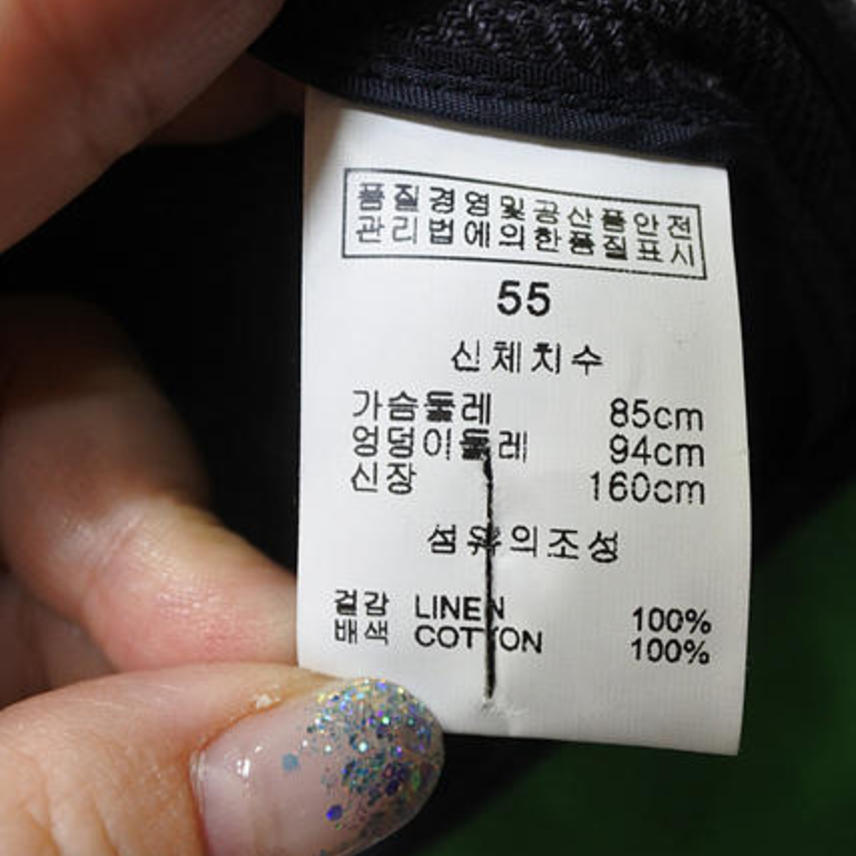 품질경영및공산품안전
관리법에의한품질표시
55
신체치수
가슴둘레 85cm
엉덩이둘레 94cm
신장 160cm
섬유의조성
겉감 LINEN 100%
배색 COTTON 100%